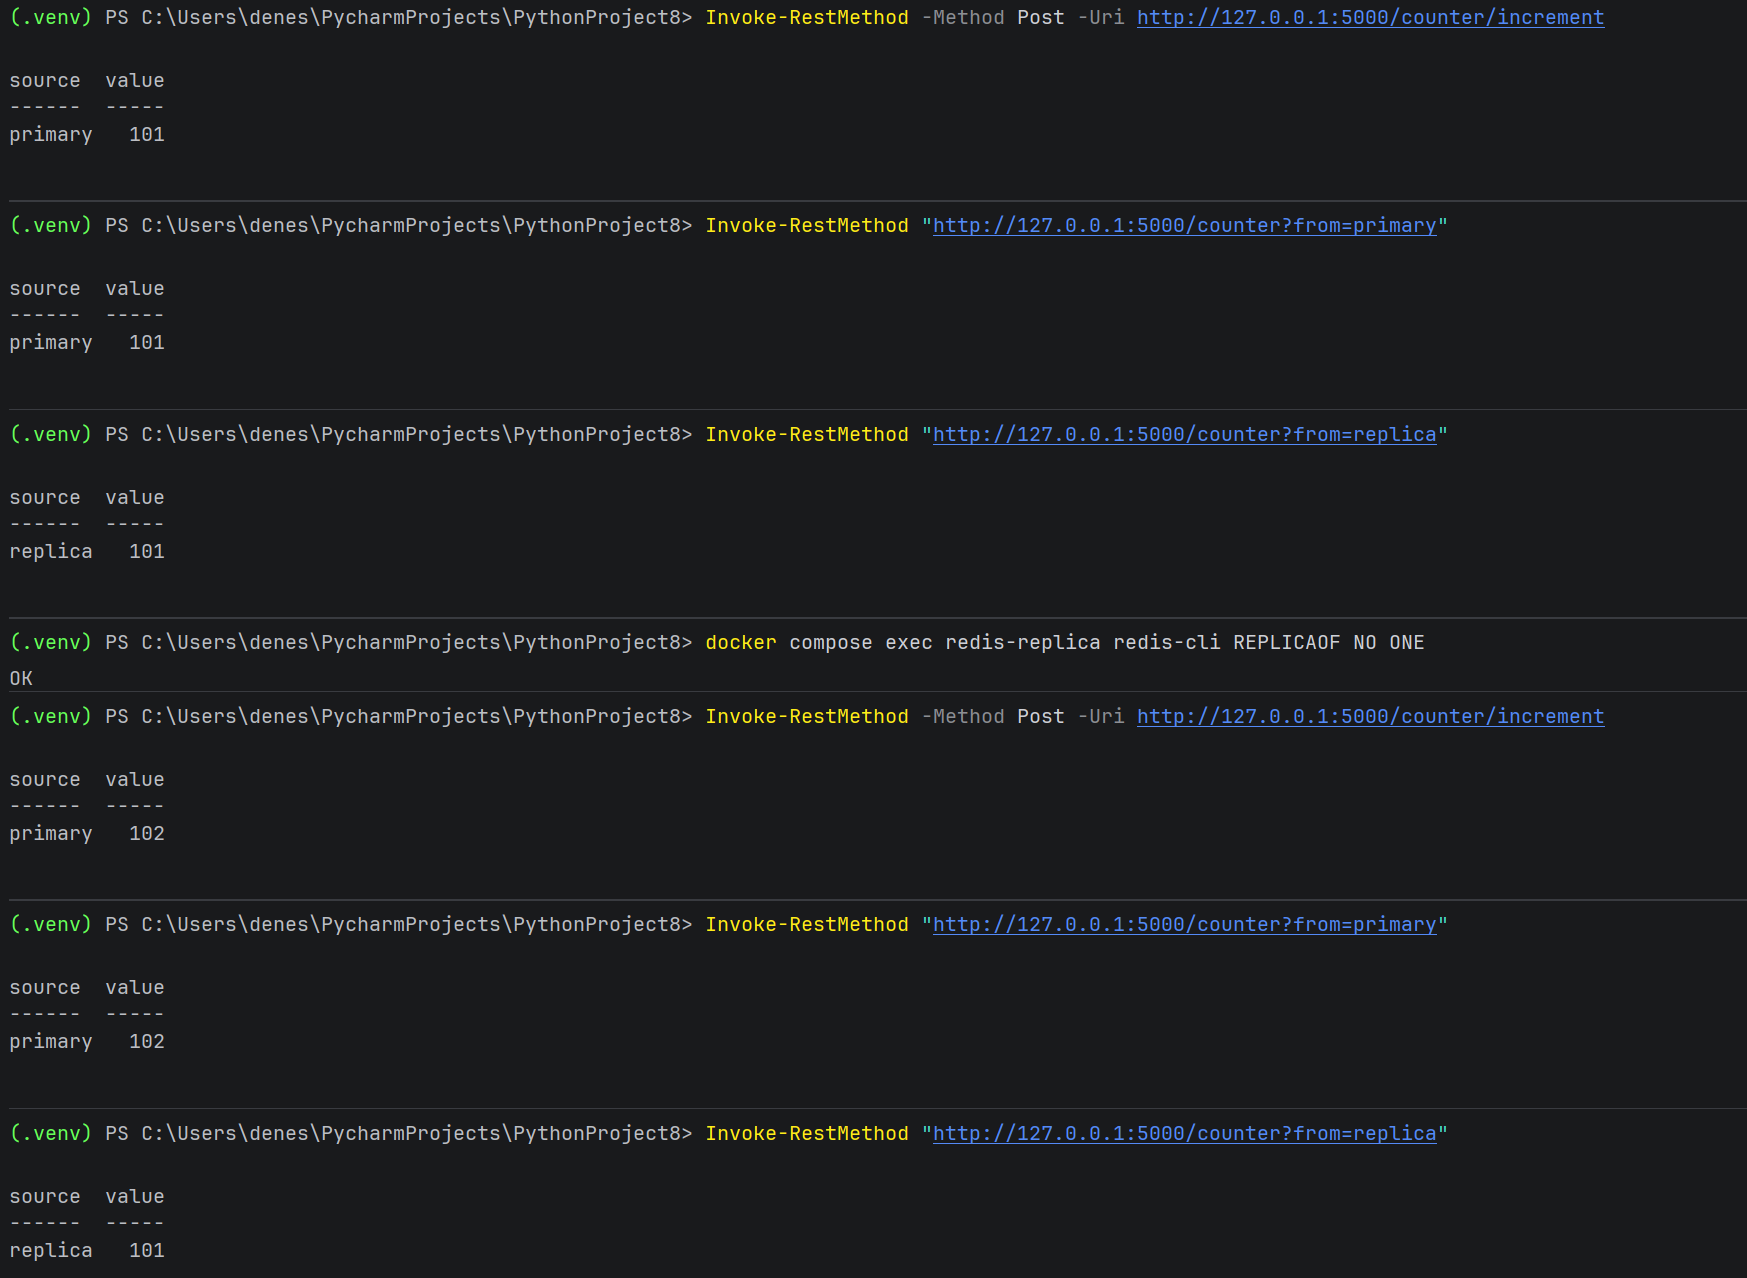 (.venv) PS C:\Users\denes\PycharmProjects\PythonProject8> Invoke-RestMethod -Method Post -Uri http://127.0.0.1:5000/counter/increment
source  value
------  -----
primary   101
(.venv) PS C:\Users\denes\PycharmProjects\PythonProject8> Invoke-RestMethod "http://127.0.0.1:5000/counter?from=primary"
source  value
------  -----
primary   101
(.venv) PS C:\Users\denes\PycharmProjects\PythonProject8> Invoke-RestMethod "http://127.0.0.1:5000/counter?from=replica"
source  value
------  -----
replica   101
(.venv) PS C:\Users\denes\PycharmProjects\PythonProject8> docker compose exec redis-replica redis-cli REPLICAOF NO ONE
OK
(.venv) PS C:\Users\denes\PycharmProjects\PythonProject8> Invoke-RestMethod -Method Post -Uri http://127.0.0.1:5000/counter/increment
source  value
------  -----
primary   102
(.venv) PS C:\Users\denes\PycharmProjects\PythonProject8> Invoke-RestMethod "http://127.0.0.1:5000/counter?from=primary"
source  value
------  -----
primary   102
(.venv) PS C:\Users\denes\PycharmProjects\PythonProject8> Invoke-RestMethod "http://127.0.0.1:5000/counter?from=replica"
source  value
------  -----
replica   101